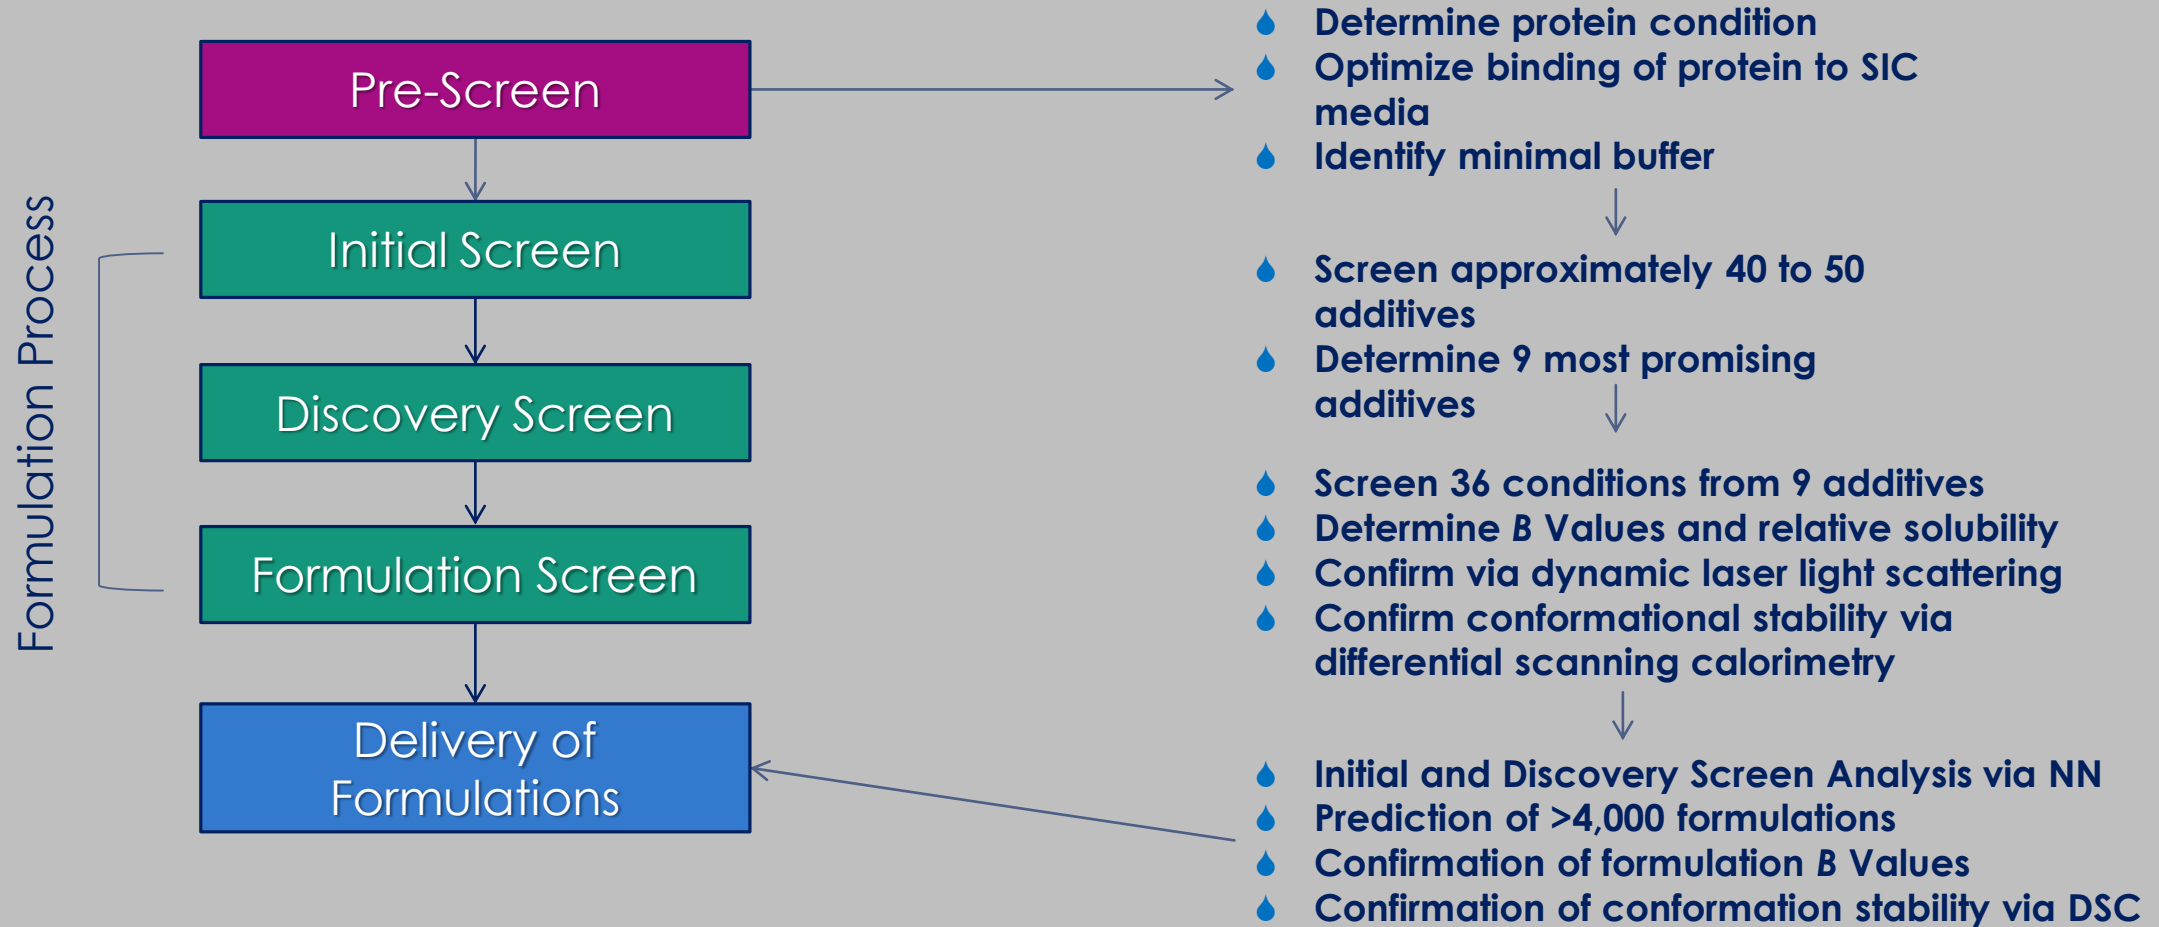 Formulation Process
Pre-Screen
Initial Screen
Discovery Screen
Formulation Screen
Delivery of
Formulations
Determine protein condition
Optimize binding of protein to SIC
media
Identify minimal buffer
Screen approximately 40 to 50
additives
Determine 9 most promising
additives
Screen 36 conditions from 9 additives
Determine B Values and relative solubility
Confirm via dynamic laser light scattering
Confirm conformational stability via
differential scanning calorimetry
Initial and Discovery Screen Analysis via NN
Prediction of >4,000 formulations
Confirmation of formulation B Values
Confirmation of conformation stability via DSC